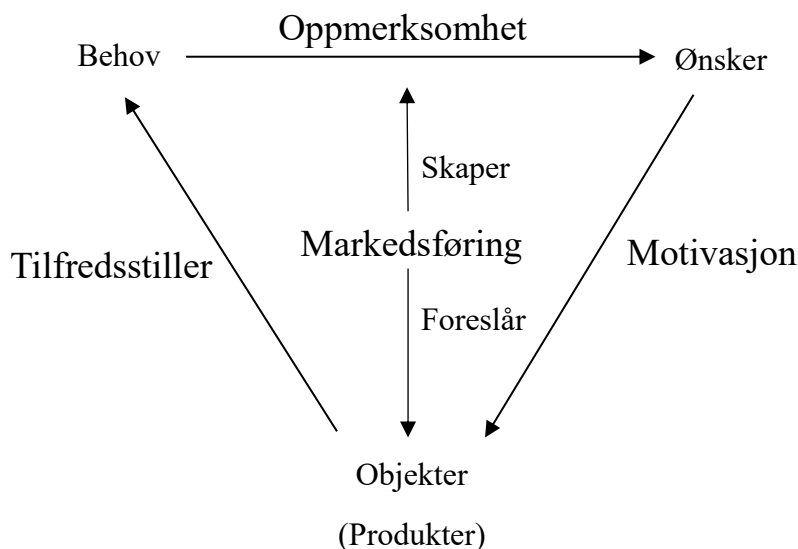 Oppmerksomhet
Behov
Ønsker
Skaper
Markedsføring
Motivasjon
Tilfredsstiller
Foreslår
Objekter
(Produkter)